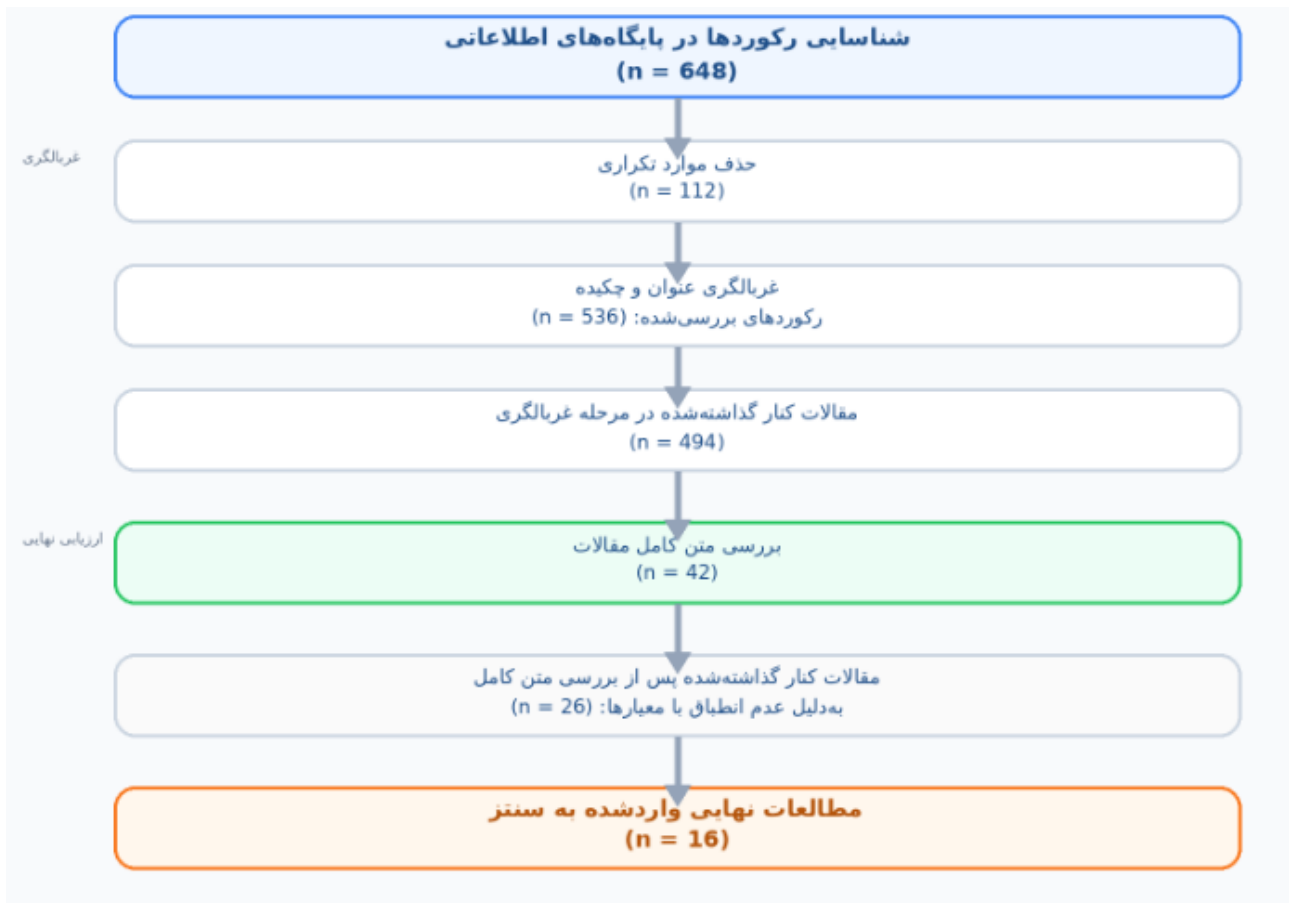 شناسایی رکوردها در پایگاه‌های اطلاعاتی
(n = 648)
غربالگری
حذف موارد تکراری
(n = 112)
غربالگری عنوان و چکیده
رکوردهای بررسی‌شده: (n = 536)
مقالات کنار گذاشته‌شده در مرحله غربالگری
(n = 494)
ارزیابی نهایی
بررسی متن کامل مقالات
(n = 42)
مقالات کنار گذاشته‌شده پس از بررسی متن کامل
به‌دلیل عدم انطباق با معیارها: (n = 26)
مطالعات نهایی واردشده به سنتز
(n = 16)